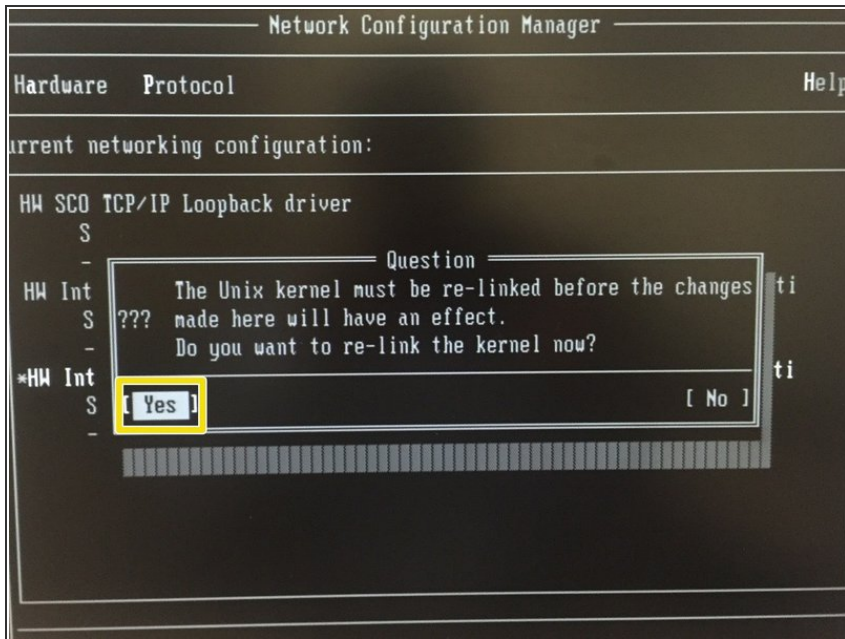 Network Configuration Manager
Hardware Protocol Help
urrent networking configuration:
HW SCO TCP/IP Loopback driver
S
-
Question
HW Int The Unix kernel must be re-linked before the changes ti
S ??? made here will have an effect.
- Do you want to re-link the kernel now?
*HW Int ti
S [ Yes ] [ No ]
-